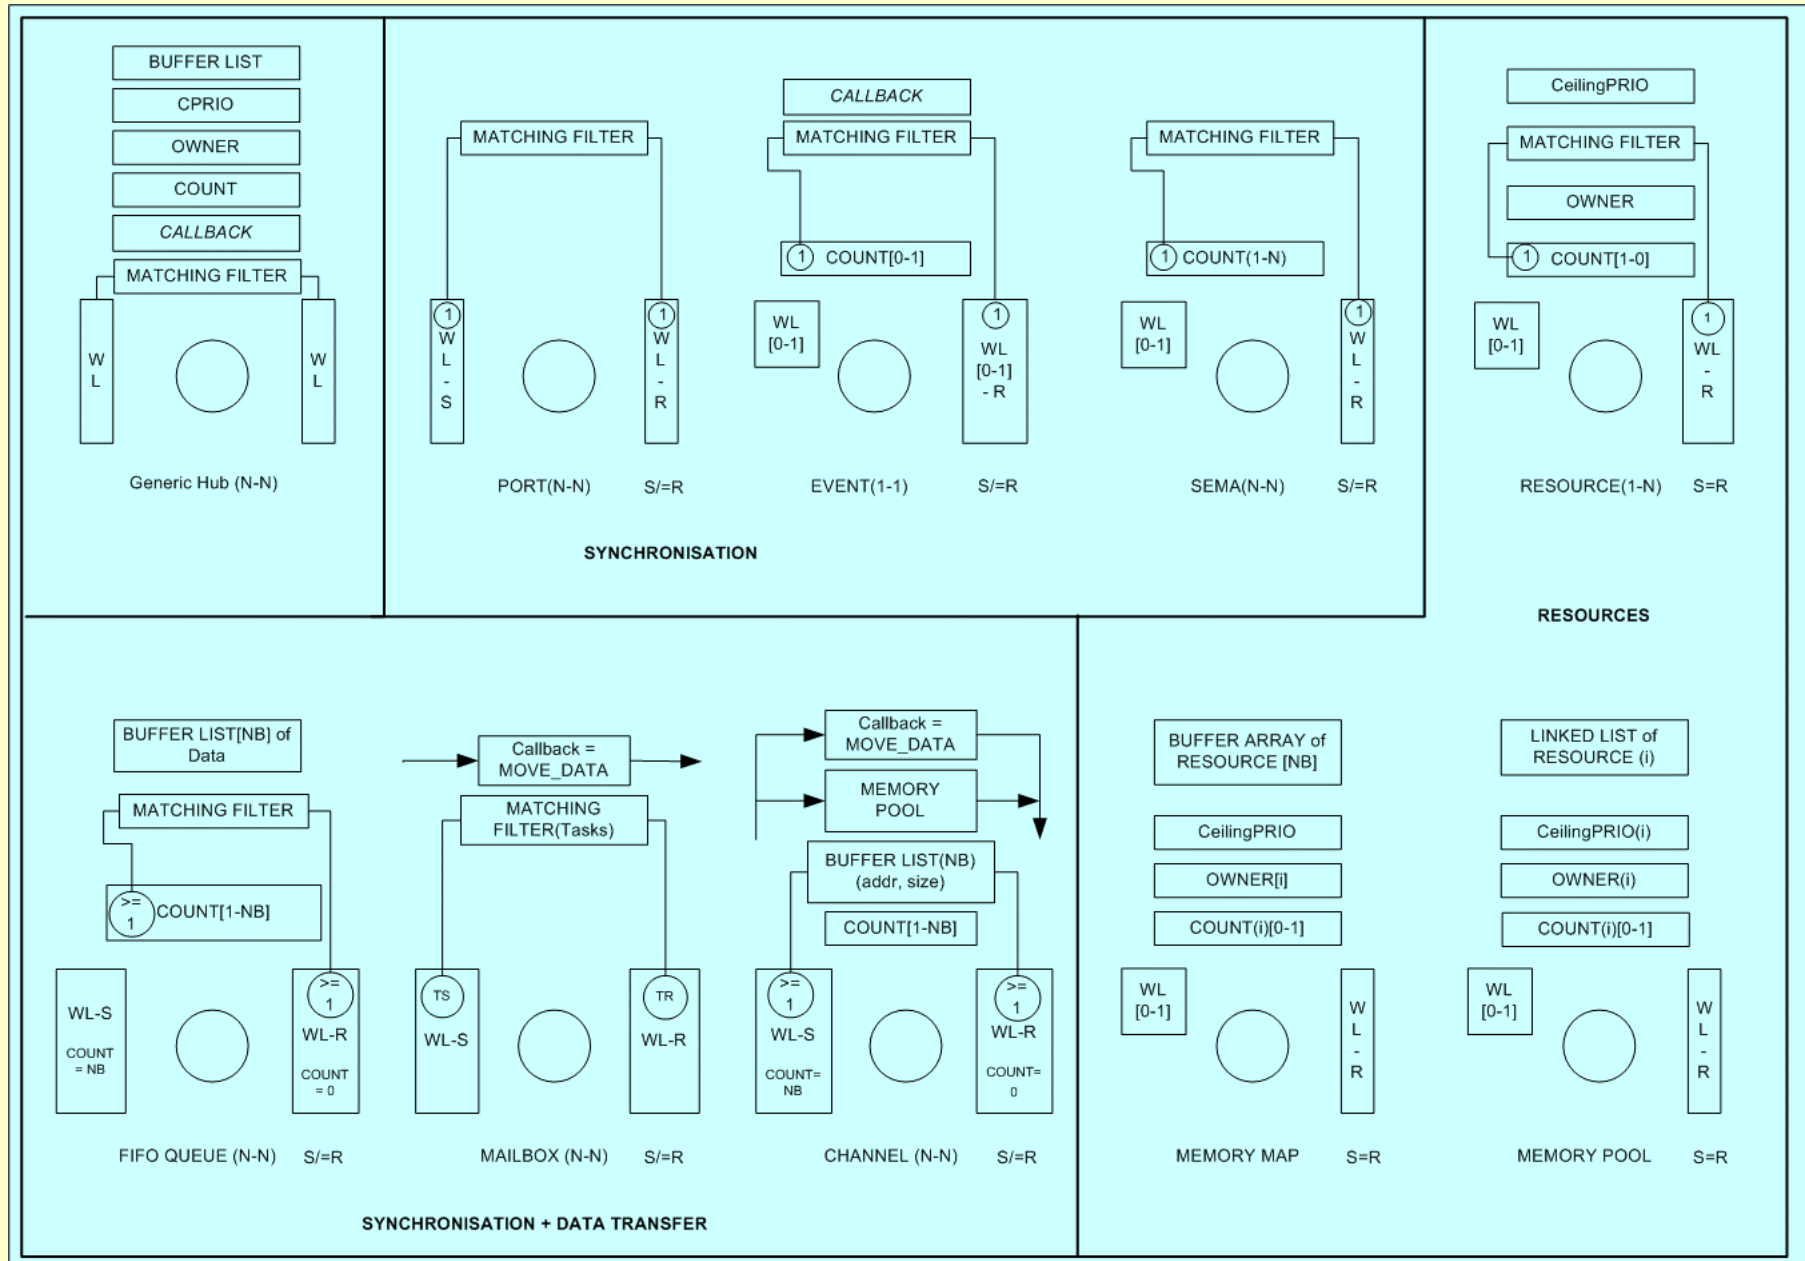 BUFFER LIST
CPRIO
OWNER
COUNT
CALLBACK
MATCHING FILTER
W
L
W
L
Generic Hub (N-N)
MATCHING FILTER
1
W
L
-
S
1
W
L
-
R
PORT(N-N)
S/=R
CALLBACK
MATCHING FILTER
1
COUNT[0-1]
WL
[0-1]
1
WL
[0-1]
- R
EVENT(1-1)
S/=R
MATCHING FILTER
1
COUNT(1-N)
WL
[0-1]
1
W
L
-
R
SEMA(N-N)
S/=R
SYNCHRONISATION
CeilingPRIO
MATCHING FILTER
OWNER
1
COUNT[1-0]
WL
[0-1]
1
WL
-
R
RESOURCE(1-N)
S=R
RESOURCES
BUFFER LIST[NB] of
Data
MATCHING FILTER
>=
1
COUNT[1-NB]
WL-S
COUNT
= NB
>=
1
WL-R
COUNT
= 0
FIFO QUEUE (N-N)
S/=R
Callback =
MOVE_DATA
MATCHING
FILTER(Tasks)
TS
WL-S
TR
WL-R
MAILBOX (N-N)
S/=R
Callback =
MOVE_DATA
MEMORY
POOL
BUFFER LIST(NB)
(addr, size)
COUNT[1-NB]
>=
1
WL-S
COUNT=
NB
>=
1
WL-R
COUNT=
0
CHANNEL (N-N)
S/=R
SYNCHRONISATION + DATA TRANSFER
BUFFER ARRAY of
RESOURCE [NB]
CeilingPRIO
OWNER[i]
COUNT(i)[0-1]
WL
[0-1]
W
L
-
R
MEMORY MAP
S=R
LINKED LIST of
RESOURCE (i)
CeilingPRIO(i)
OWNER(i)
COUNT(i)[0-1]
WL
[0-1]
W
L
-
R
MEMORY POOL
S=R